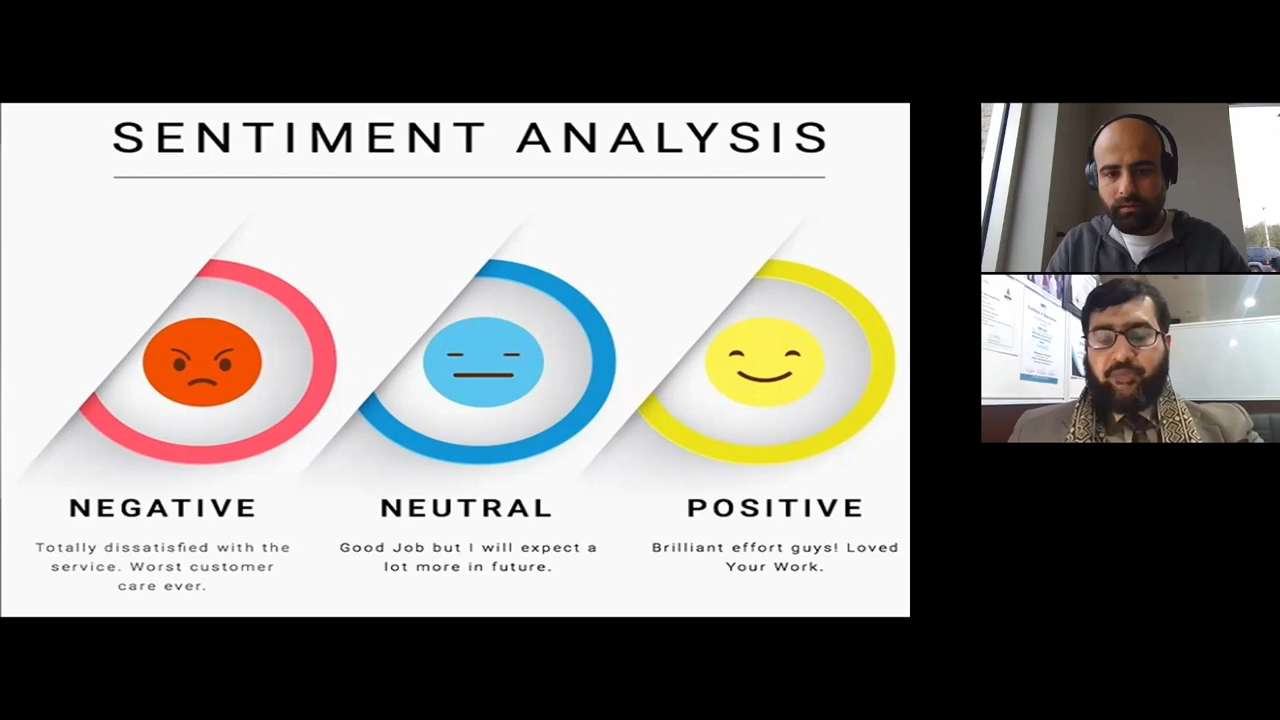 SENTIMENT ANALYSIS
NEGATIVE
Totally dissatisfied with the
service. Worst customer
care ever.
NEUTRAL
Good Job but I will expect a
lot more in future.
POSITIVE
Brilliant effort guys! Loved
Your Work.